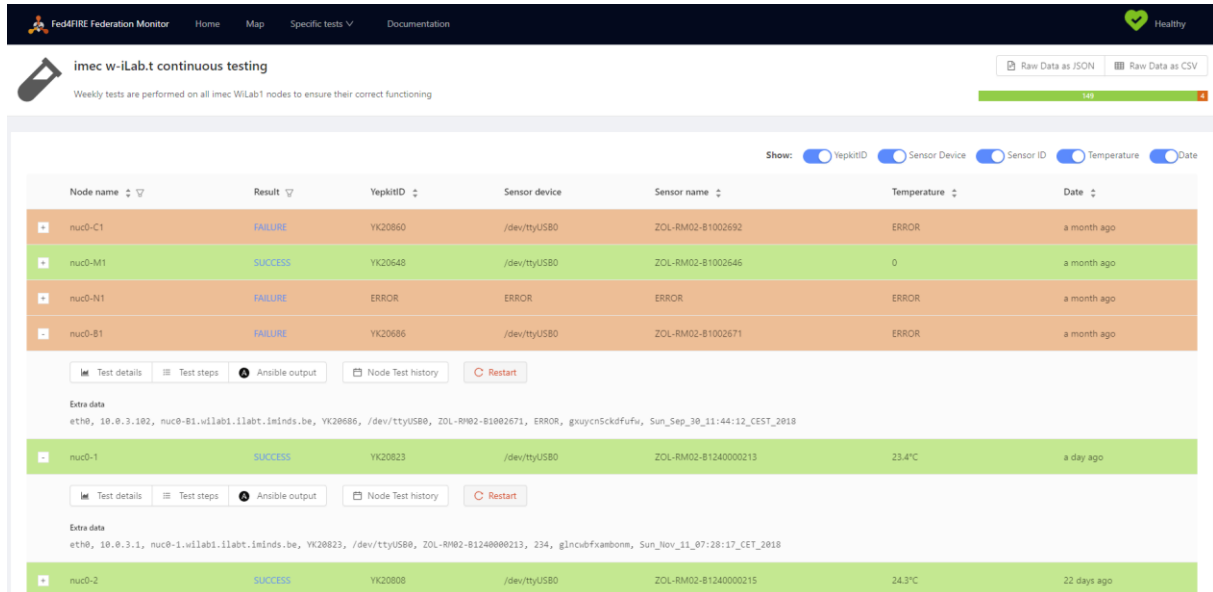 Fed4FIRE Federation Monitor Home Map Specific tests Documentation Healthy
imec w-iLab.t continuous testing Raw Data as JSON Raw Data as CSV
Weekly tests are performed on all imec WiLab1 nodes to ensure their correct functioning 149 4
Show: YepkitID Sensor Device Sensor ID Temperature Date
Node name Result YepkitID Sensor device Sensor name Temperature Date
+ nuc0-C1 FAILURE YK20860 /dev/ttyUSB0 ZOL-RM02-B1002692 ERROR a month ago
+ nuc0-M1 SUCCESS YK20648 /dev/ttyUSB0 ZOL-RM02-B1002646 0 a month ago
+ nuc0-N1 FAILURE ERROR ERROR ERROR ERROR a month ago
- nuc0-B1 FAILURE YK20686 /dev/ttyUSB0 ZOL-RM02-B1002671 ERROR a month ago
Test details Test steps Ansible output Node Test history Restart
Extra data
eth0, 10.0.3.102, nuc0-B1.wilab1.ilabt.iminds.be, YK20686, /dev/ttyUSB0, ZOL-RM02-B1002671, ERROR, gxuycn5ckdfufw, Sun_Sep_30_11:44:12_CEST_2018
- nuc0-1 SUCCESS YK20823 /dev/ttyUSB0 ZOL-RM02-B1240000213 23.4°C a day ago
Test details Test steps Ansible output Node Test history Restart
Extra data
eth0, 10.0.3.1, nuc0-1.wilab1.ilabt.iminds.be, YK20823, /dev/ttyUSB0, ZOL-RM02-B1240000213, 234, glncwbfxambonm, Sun_Nov_11_07:28:17_CET_2018
+ nuc0-2 SUCCESS YK20808 /dev/ttyUSB0 ZOL-RM02-B1240000215 24.3°C 22 days ago